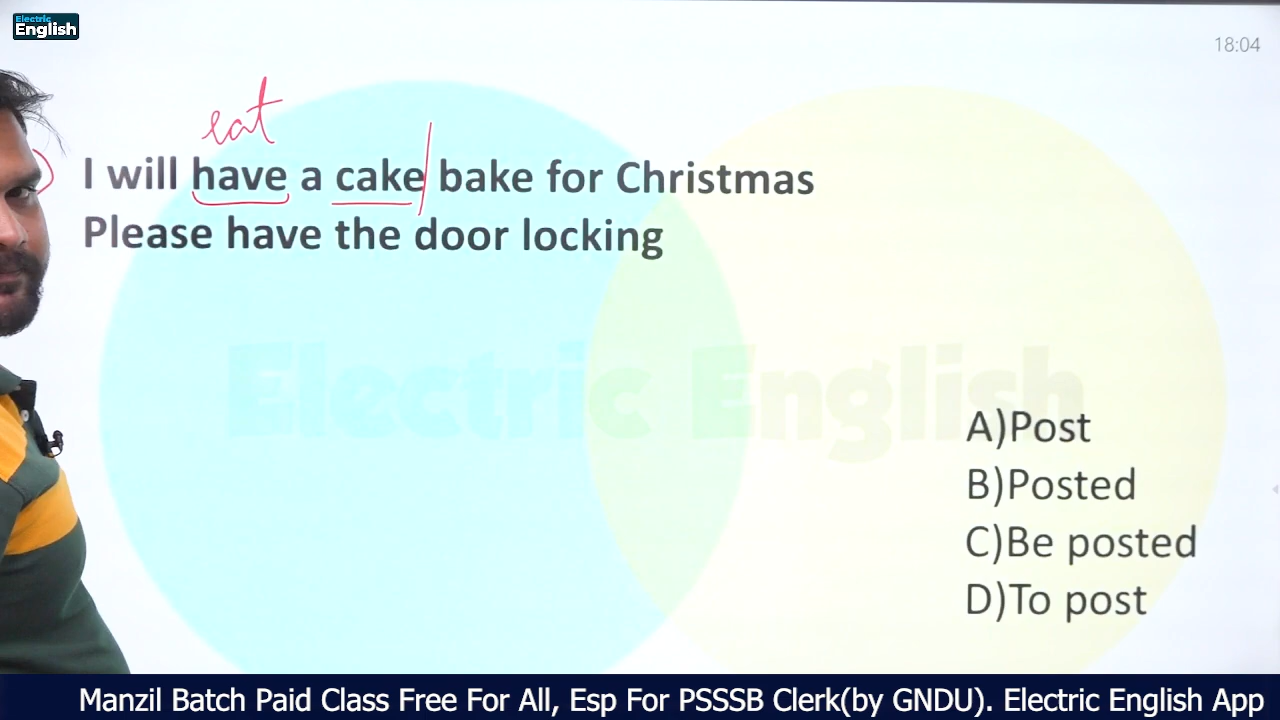 Electric
English
18:04
eat
I will have a cake bake for Christmas
Please have the door locking
Electric English
A)Post
B)Posted
C)Be posted
D)To post
Manzil Batch Paid Class Free For All, Esp For PSSSB Clerk(by GNDU). Electric English App